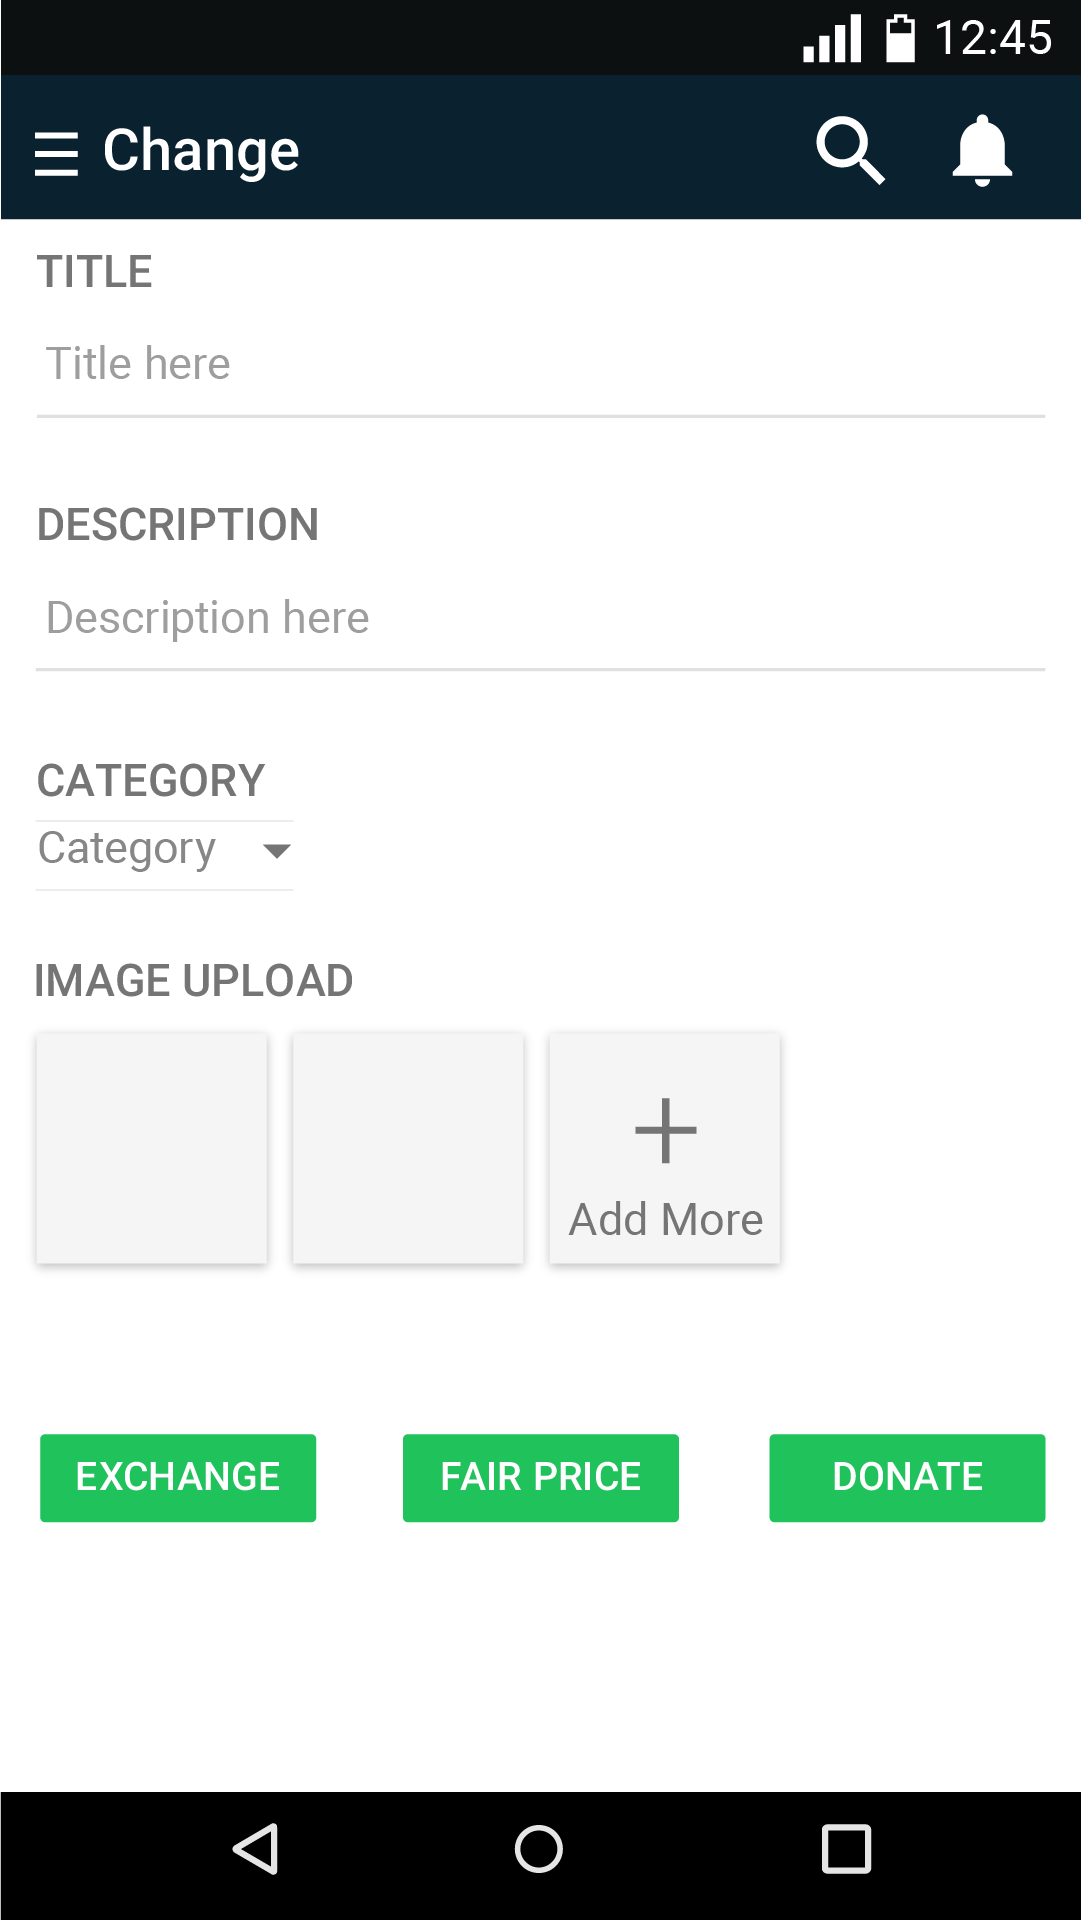 12:45
Change
TITLE
Title here
DESCRIPTION
Description here
CATEGORY
Category
IMAGE UPLOAD
Add More
EXCHANGE FAIR PRICE DONATE